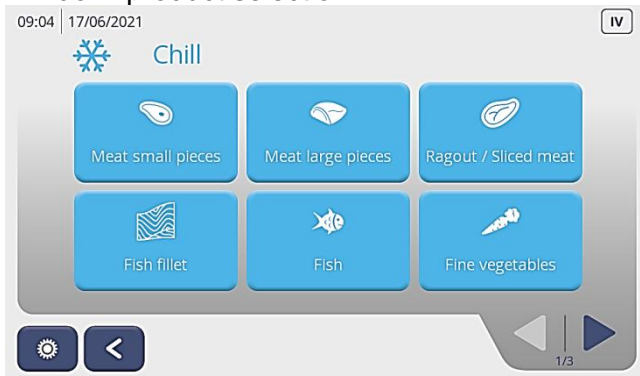 09:04 17/06/2021 IV
Chill
Meat small pieces Meat large pieces Ragout / Sliced meat
Fish fillet Fish Fine vegetables
1/3